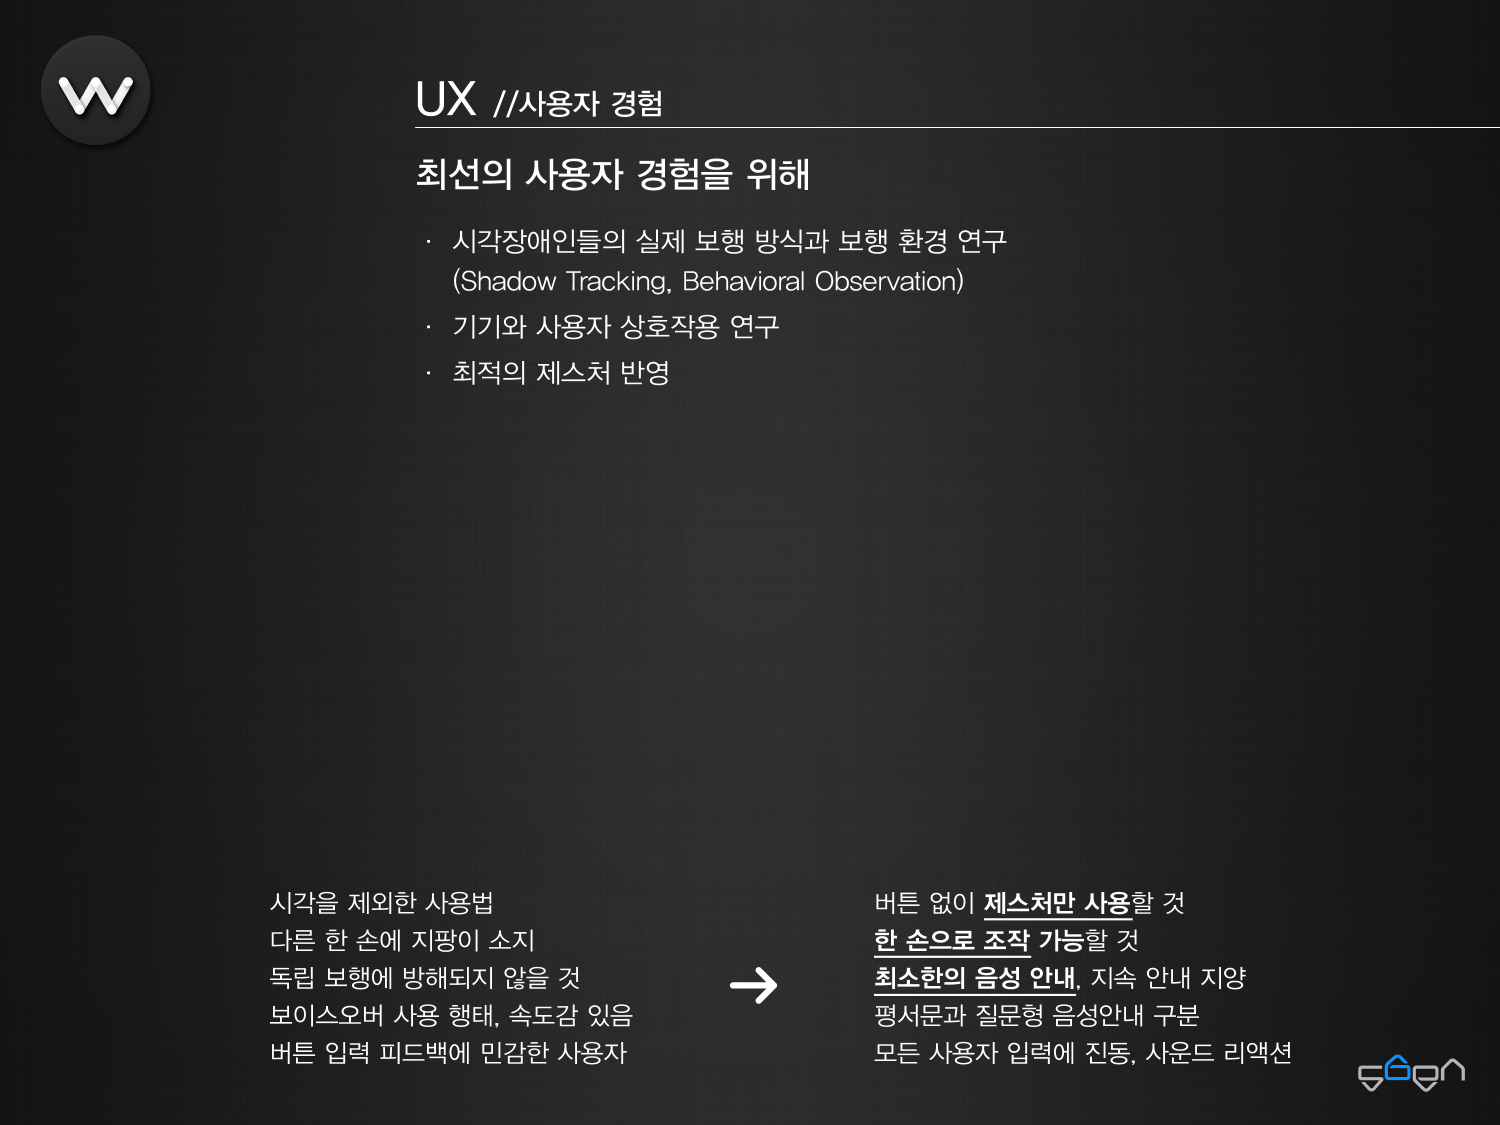 UX //사용자 경험
최선의 사용자 경험을 위해
· 시각장애인들의 실제 보행 방식과 보행 환경 연구
(Shadow Tracking, Behavioral Observation)
· 기기와 사용자 상호작용 연구
· 최적의 제스처 반영
시각을 제외한 사용법
다른 한 손에 지팡이 소지
독립 보행에 방해되지 않을 것
보이스오버 사용 행태, 속도감 있음
버튼 입력 피드백에 민감한 사용자
→
버튼 없이 제스처만 사용할 것
한 손으로 조작 가능할 것
최소한의 음성 안내, 지속 안내 지양
평서문과 질문형 음성안내 구분
모든 사용자 입력에 진동, 사운드 리액션